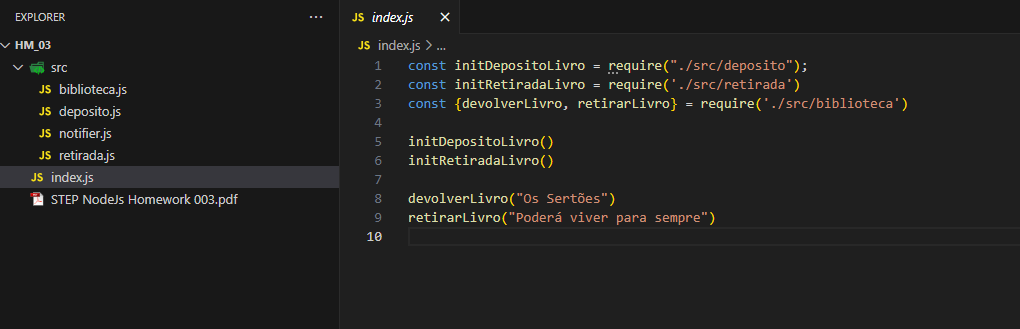 EXPLORER
...
HM_03
src
JS biblioteca.js
JS deposito.js
JS notifier.js
JS retirada.js
JS index.js
STEP NodeJs Homework 003.pdf
JS index.js ×
JS index.js > ...
1 const initDepositoLivro = require("./src/deposito");
2 const initRetiradaLivro = require('./src/retirada')
3 const {devolverLivro, retirarLivro} = require('./src/biblioteca')
4
5 initDepositoLivro()
6 initRetiradaLivro()
7
8 devolverLivro("Os Sertões")
9 retirarLivro("Poderá viver para sempre")
10